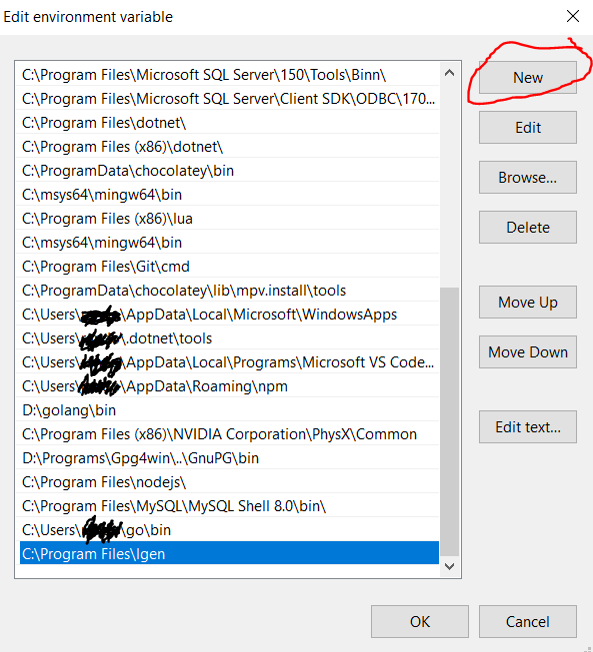 Edit environment variable
New
Edit
Browse...
Delete
Move Up
Move Down
Edit text...
C:\Program Files\Microsoft SQL Server\150\Tools\Binn\
C:\Program Files\Microsoft SQL Server\Client SDK\ODBC\170...
C:\Program Files\dotnet\
C:\Program Files (x86)\dotnet\
C:\ProgramData\chocolatey\bin
C:\msys64\mingw64\bin
C:\Program Files (x86)\lua
C:\msys64\mingw64\bin
C:\Program Files\Git\cmd
C:\ProgramData\chocolatey\lib\mpv.install\tools
C:\Users\ \AppData\Local\Microsoft\WindowsApps
C:\Users\ \.dotnet\tools
C:\Users\ \AppData\Local\Programs\Microsoft VS Code...
C:\Users\ \AppData\Roaming\npm
D:\golang\bin
C:\Program Files (x86)\NVIDIA Corporation\PhysX\Common
D:\Programs\Gpg4win\..\GnuPG\bin
C:\Program Files\nodejs\
C:\Program Files\MySQL\MySQL Shell 8.0\bin\
C:\Users\ \go\bin
C:\Program Files\lgen
OK
Cancel